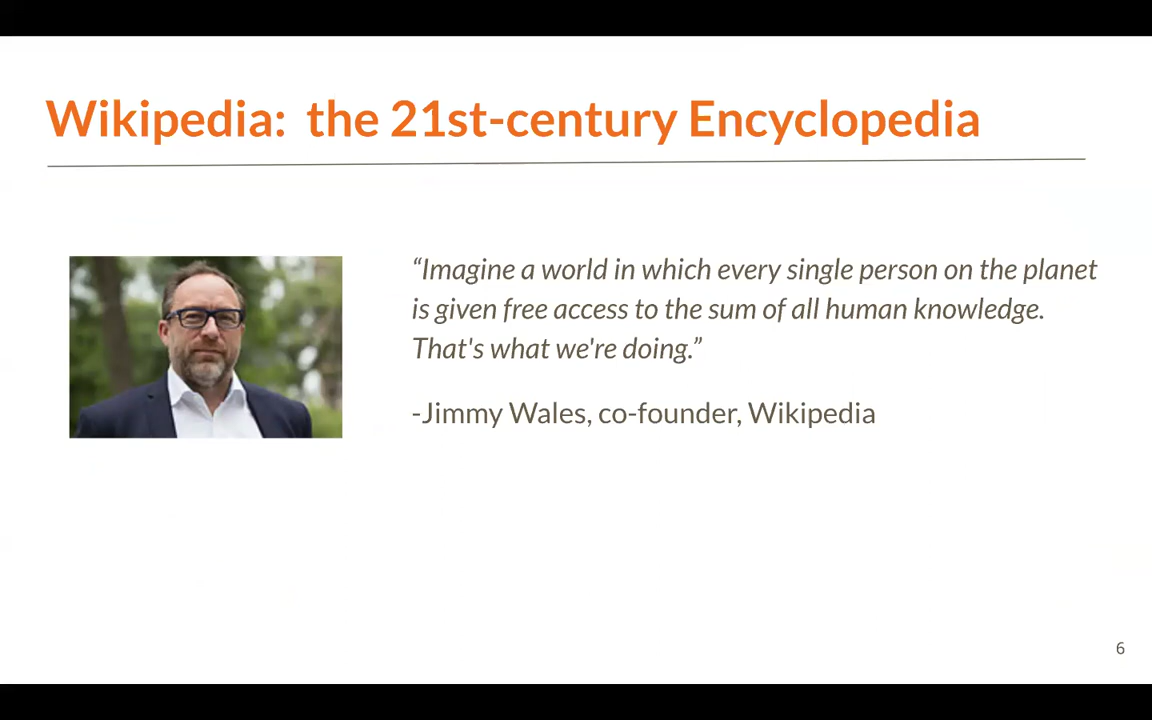 Wikipedia:  the 21st-century Encyclopedia
“Imagine a world in which every single person on the planet
is given free access to the sum of all human knowledge.
That's what we're doing.”
-Jimmy Wales, co-founder, Wikipedia
6